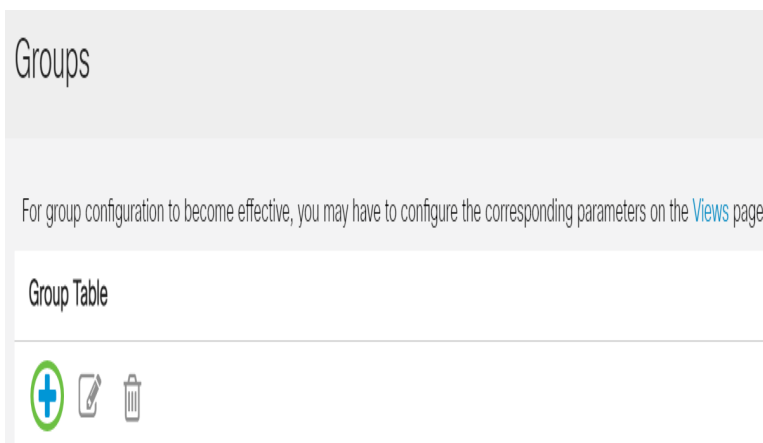 Groups
For group configuration to become effective, you may have to configure the corresponding parameters on the Views page
Group Table